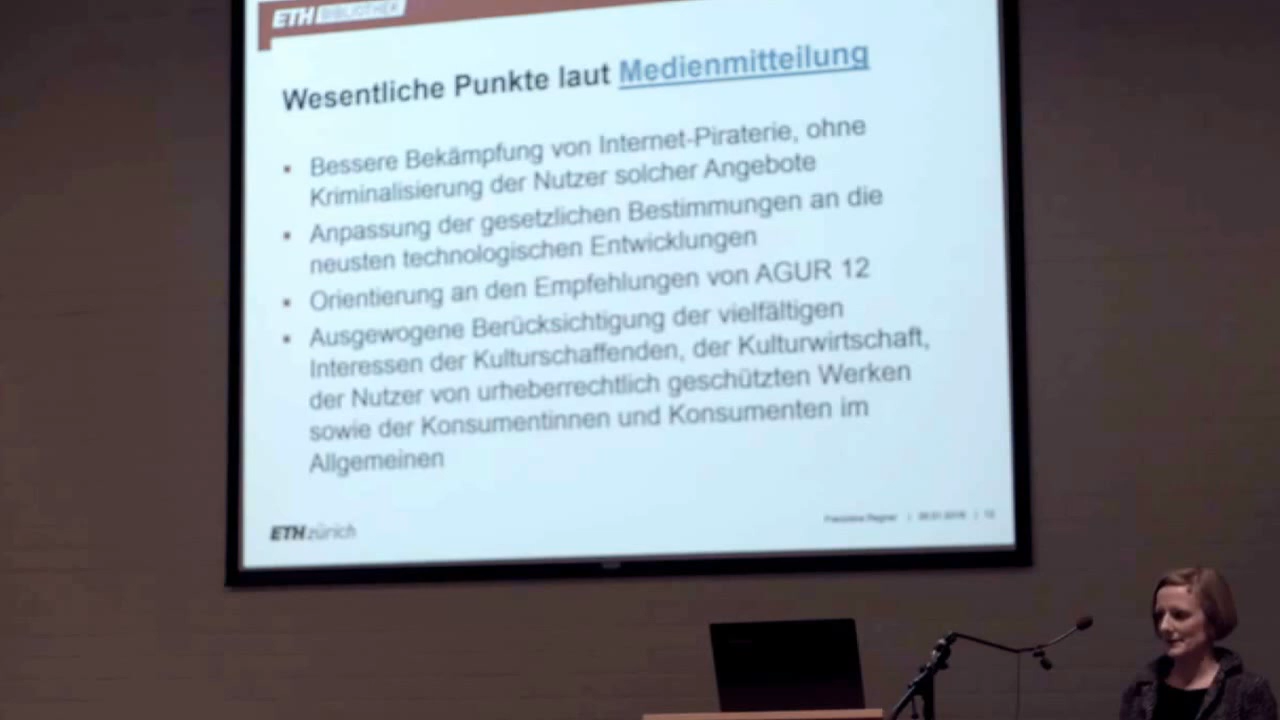 ETH BIBLIOTHEK
Wesentliche Punkte laut Medienmitteilung
▪ Bessere Bekämpfung von Internet-Piraterie, ohne
Kriminalisierung der Nutzer solcher Angebote
▪ Anpassung der gesetzlichen Bestimmungen an die
neusten technologischen Entwicklungen
▪ Orientierung an den Empfehlungen von AGUR 12
▪ Ausgewogene Berücksichtigung der vielfältigen
Interessen der Kulturschaffenden, der Kulturwirtschaft,
der Nutzer von urheberrechtlich geschützten Werken
sowie der Konsumentinnen und Konsumenten im
Allgemeinen
ETH zürich